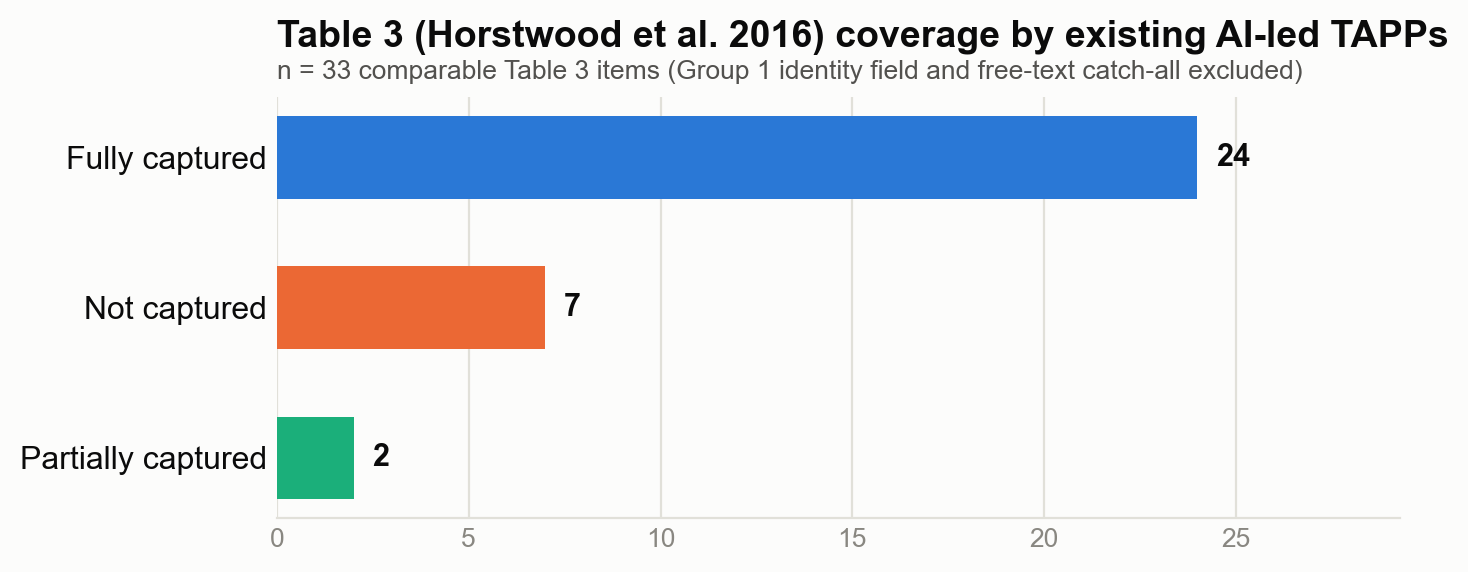 Table 3 (Horstwood et al. 2016) coverage by existing AI-led TAPPs
n = 33 comparable Table 3 items (Group 1 identity field and free-text catch-all excluded)
Fully captured
24
Not captured
7
Partially captured
2
0 5 10 15 20 25